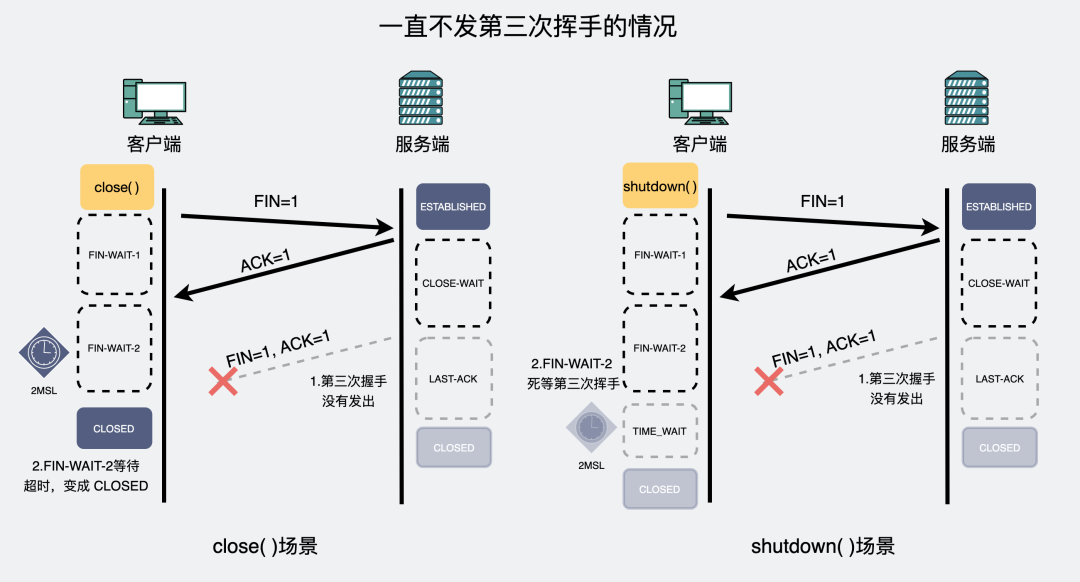 一直不发第三次挥手的情况
客户端
服务端
close( )
ESTABLISHED
FIN=1
FIN-WAIT-1
ACK=1
CLOSE-WAIT
FIN-WAIT-2
2MSL
FIN=1, ACK=1
1.第三次握手
没有发出
LAST-ACK
CLOSED
CLOSED
2.FIN-WAIT-2等待
超时，变成 CLOSED
close( )场景
客户端
服务端
shutdown( )
ESTABLISHED
FIN=1
FIN-WAIT-1
ACK=1
CLOSE-WAIT
FIN-WAIT-2
2.FIN-WAIT-2
死等第三次挥手
FIN=1, ACK=1
1.第三次握手
没有发出
LAST-ACK
TIME_WAIT
2MSL
CLOSED
CLOSED
shutdown( )场景